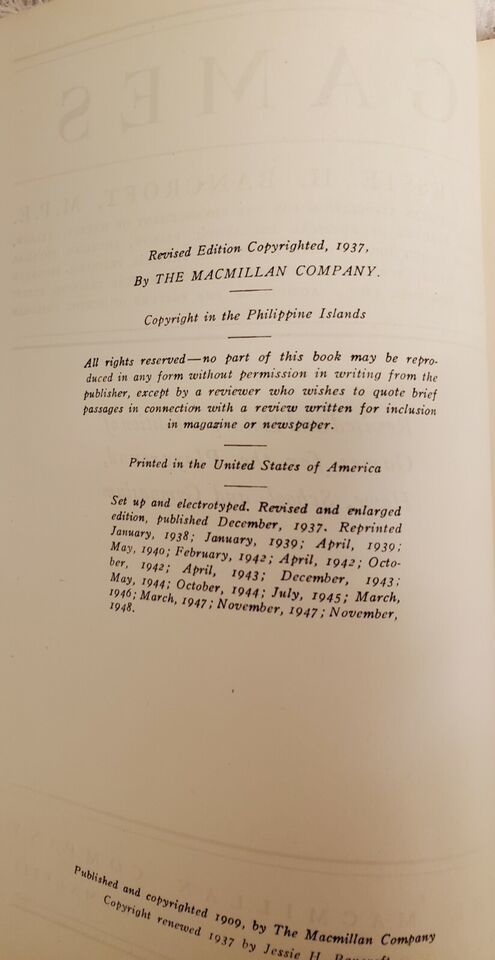 Revised Edition Copyrighted, 1937,
By THE MACMILLAN COMPANY.
Copyright in the Philippine Islands
All rights reserved—no part of this book may be repro-
duced in any form without permission in writing from the
publisher, except by a reviewer who wishes to quote brief
passages in connection with a review written for inclusion
in magazine or newspaper.
Printed in the United States of America
Set up and electrotyped. Revised and enlarged
edition, published December, 1937. Reprinted
January, 1938; January, 1939; April, 1939;
May, 1940; February, 1942; April, 1942; Octo-
ber, 1942; April, 1943; December, 1943;
May, 1944; October, 1944; July, 1945; March,
1946; March, 1947; November, 1947; November,
1948.
Published and copyrighted 1909, by The Macmillan Company
Copyright renewed 1937 by Jessie H.